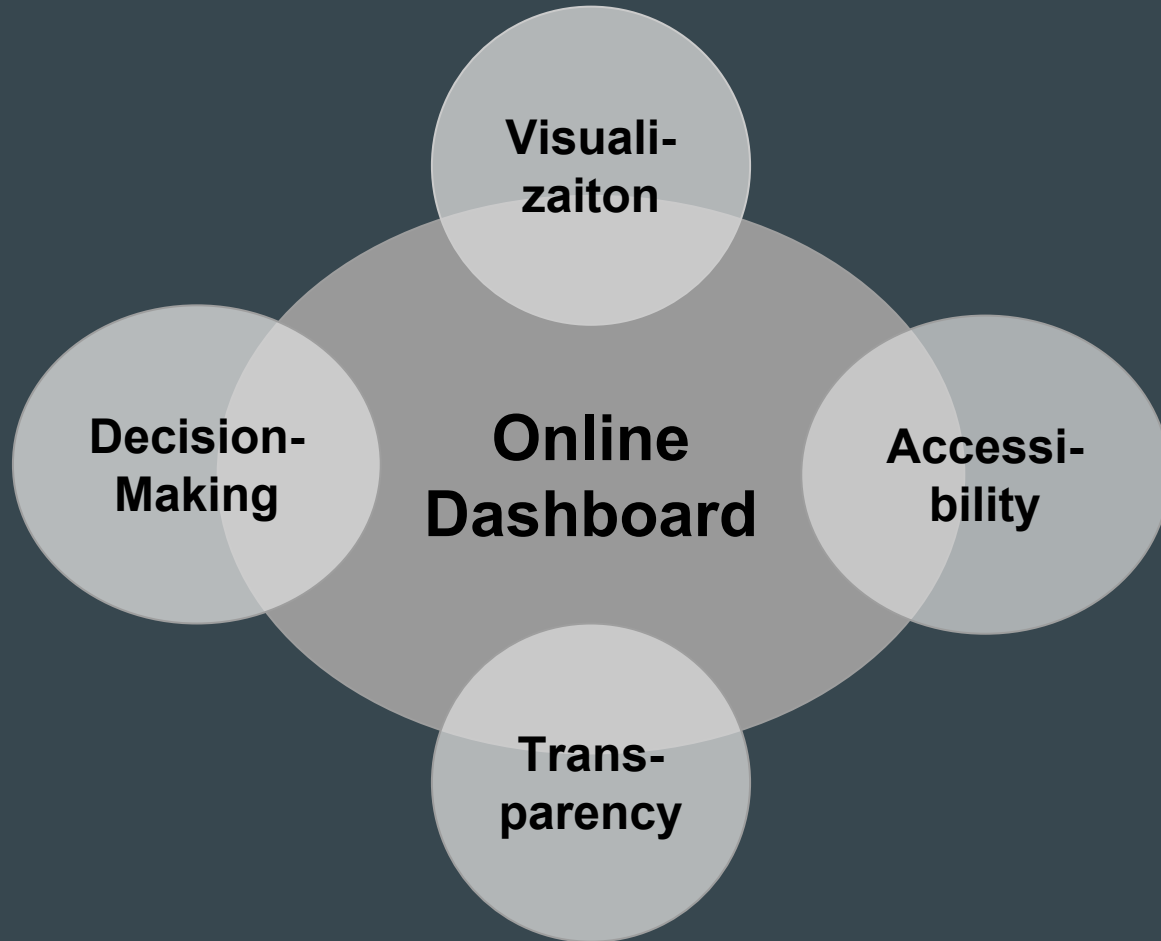 Visuali-
zaiton
Decision-
Making
Online
Dashboard
Accessi-
bility
Trans-
parency